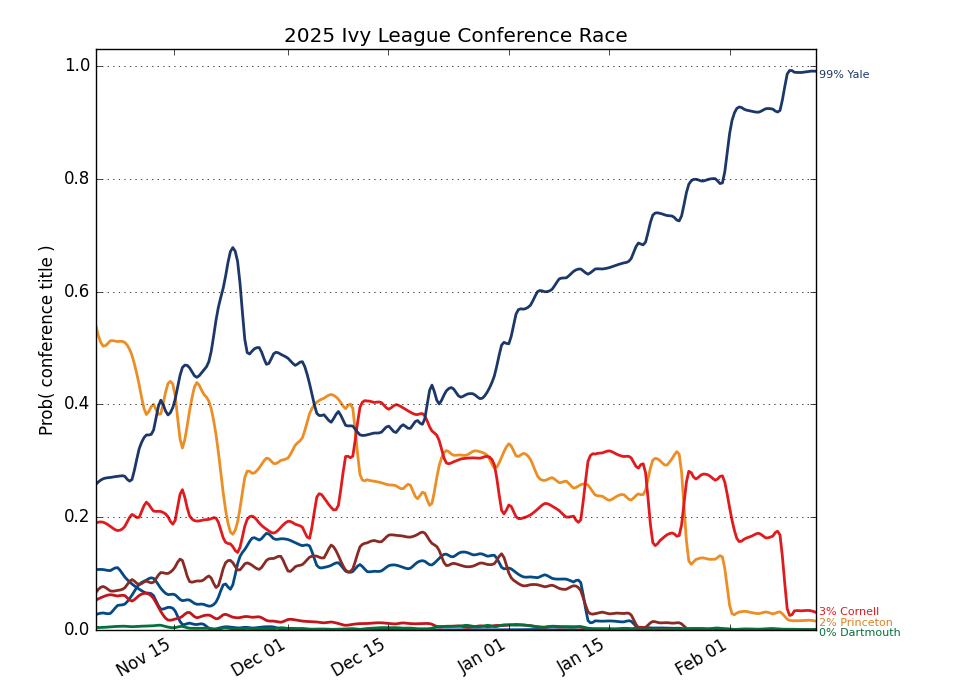 2025 Ivy League Conference Race
Prob( conference title )
1.0
0.8
0.6
0.4
0.2
0.0
99% Yale
3% Cornell
2% Princeton
0% Dartmouth
Nov 15
Dec 01
Dec 15
Jan 01
Jan 15
Feb 01